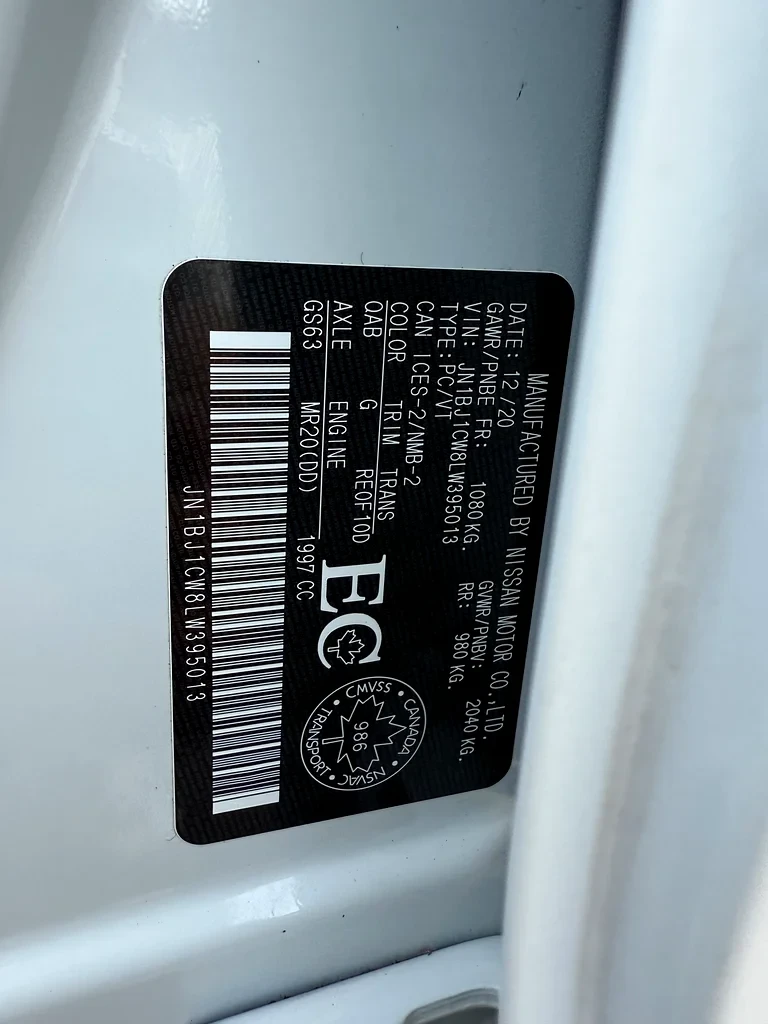 MANUFACTURED BY NISSAN MOTOR CO.,LTD.
DATE: 12 /20 GVWR/PNBV: 2040 KG.
GAWR/PNBE FR: 1080 KG. RR: 980 KG.
VIN: JN1BJ1CW8LW395013
TYPE: PC/VT
CAN ICES-2/NMB-2
COLOR TRIM TRANS
QAB G RE0F10D
AXLE ENGINE
GS63 MR20(DD) 1997 CC
EC
CMVSS • CANADA • NSVAC • TRANSPORT •
986
JN1BJ1CW8LW395013